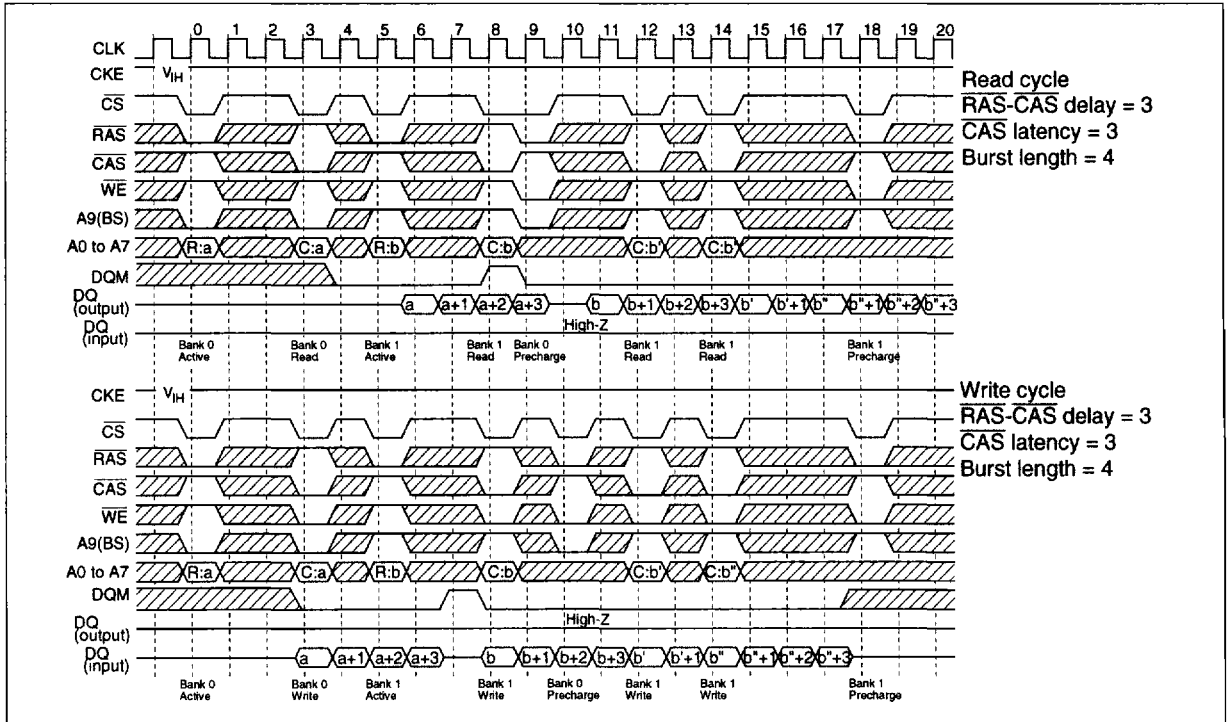 0 1 2 3 4 5 6 7 8 9 10 11 12 13 14 15 16 17 18 19 20
CLK
CKE VIH
CS
RAS
CAS
WE
A9(BS)
A0 to A7 R:a C:a R:b C:b C:b' C:b"
DQM
DQ (output) a a+1 a+2 a+3 b b+1 b+2 b+3 b' b'+1 b" b"+1 b"+2 b"+3
High-Z
DQ (input)
Bank 0 Active
Bank 0 Read
Bank 1 Active
Bank 1 Read
Bank 0 Precharge
Bank 1 Read
Bank 1 Read
Bank 1 Precharge
Read cycle
RAS-CAS delay = 3
CAS latency = 3
Burst length = 4
CKE VIH
CS
RAS
CAS
WE
A9(BS)
A0 to A7 R:a C:a R:b C:b C:b' C:b"
DQM
High-Z
DQ (output)
DQ (input) a a+1 a+2 a+3 b b+1 b+2 b+3 b' b'+1 b" b"+1 b"+2 b"+3
Bank 0 Active
Bank 0 Write
Bank 1 Active
Bank 1 Write
Bank 0 Precharge
Bank 1 Write
Bank 1 Write
Bank 1 Precharge
Write cycle
RAS-CAS delay = 3
CAS latency = 3
Burst length = 4